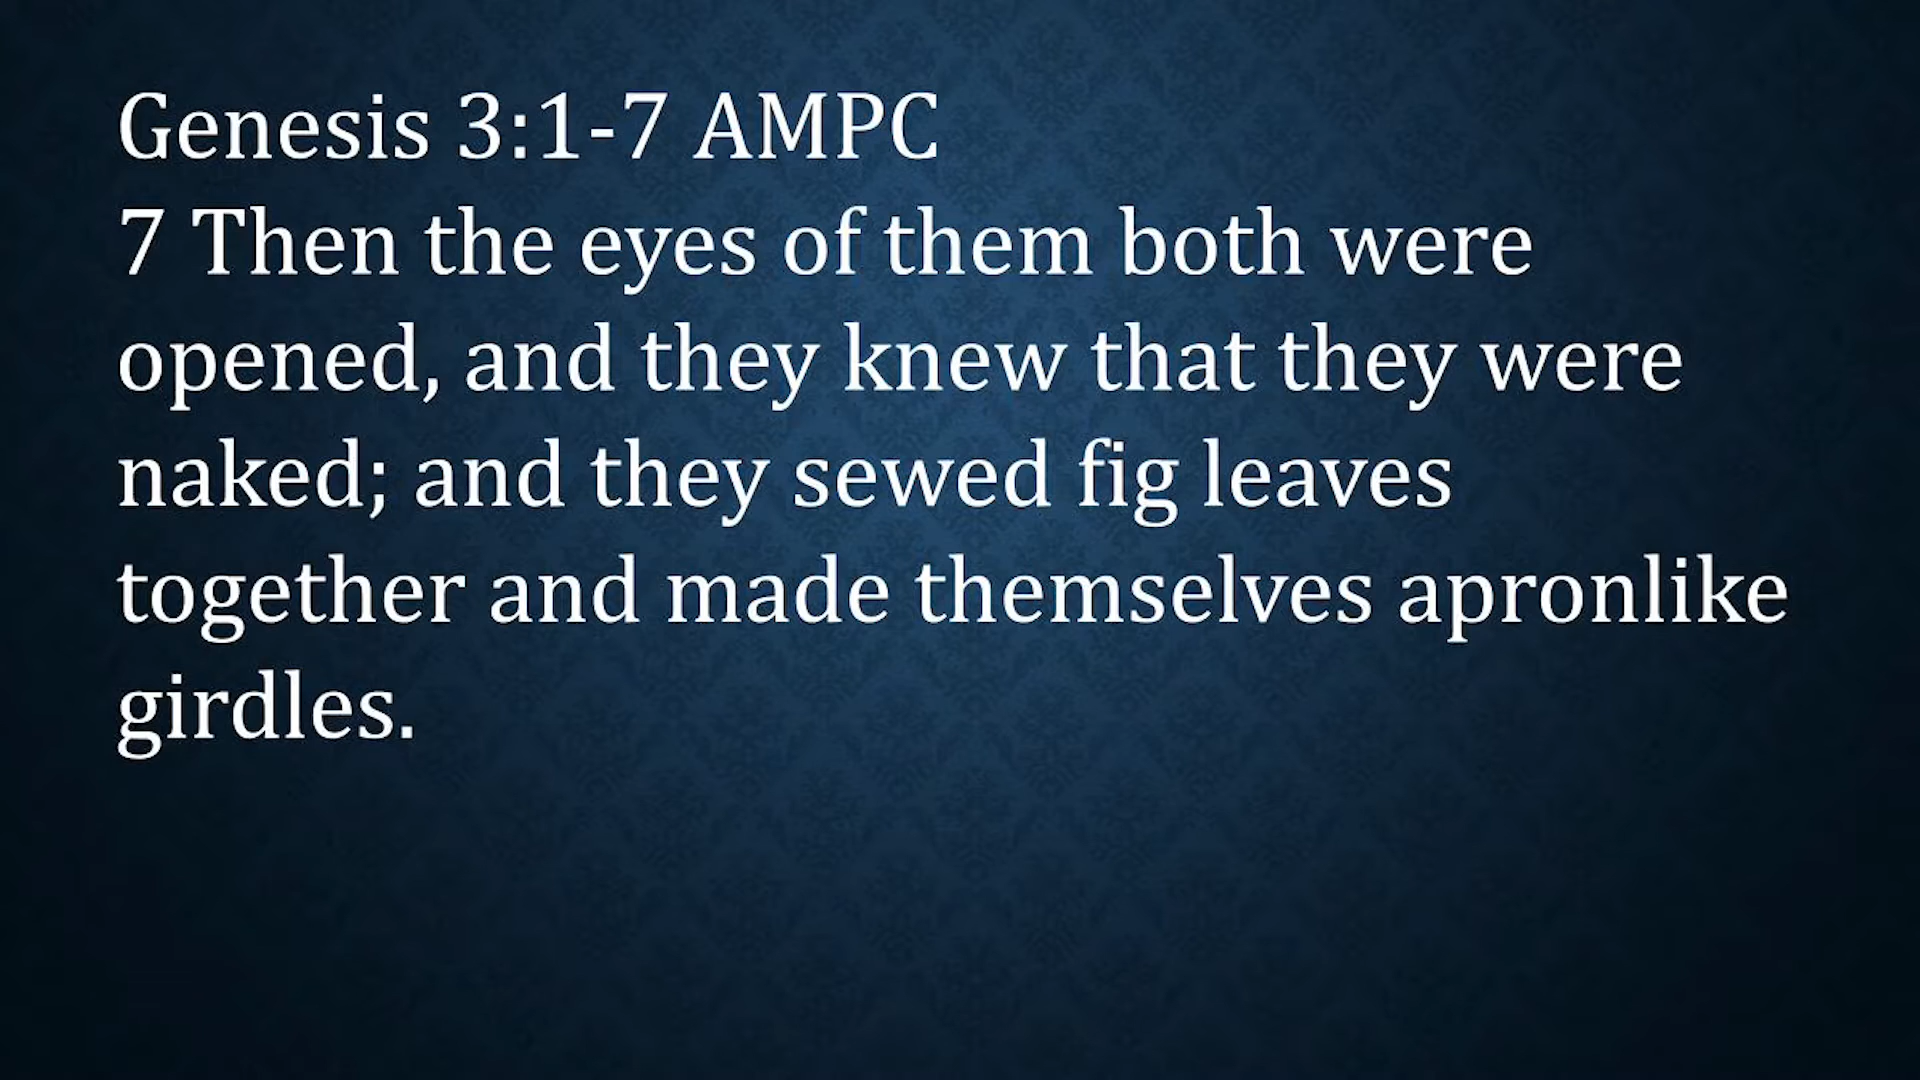 Genesis 3:1-7 AMPC
7 Then the eyes of them both were
opened, and they knew that they were
naked; and they sewed fig leaves
together and made themselves apronlike
girdles.